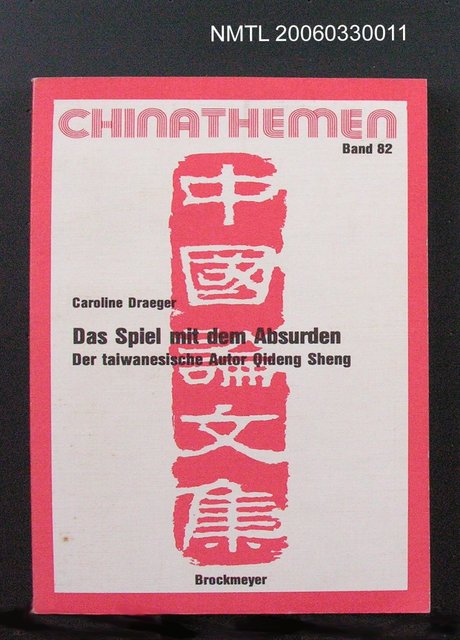 NMTL 20060330011
CHINATHEMEN
Band 82
中
國
Caroline Draeger
Das Spiel mit dem Absurden
Der taiwanesische Autor Qideng Sheng
論
文
集
Brockmeyer